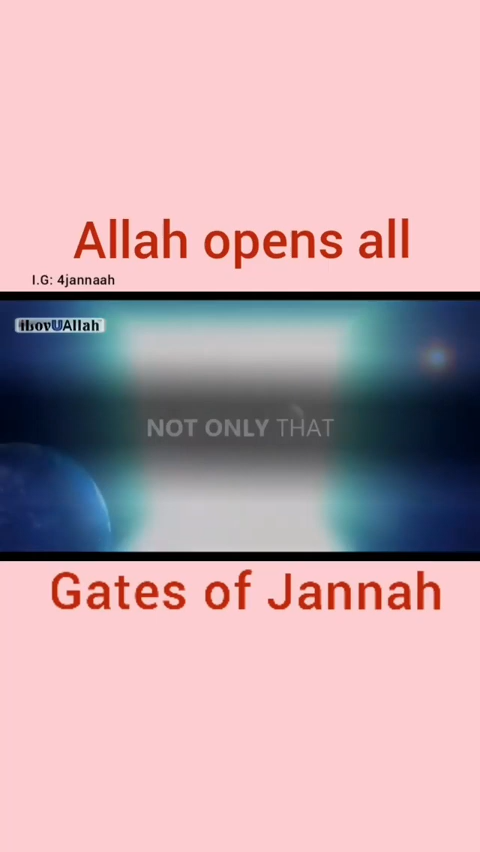 Allah opens all
I.G: 4jannaah
iLovUAllah
NOT ONLY THAT
Gates of Jannah